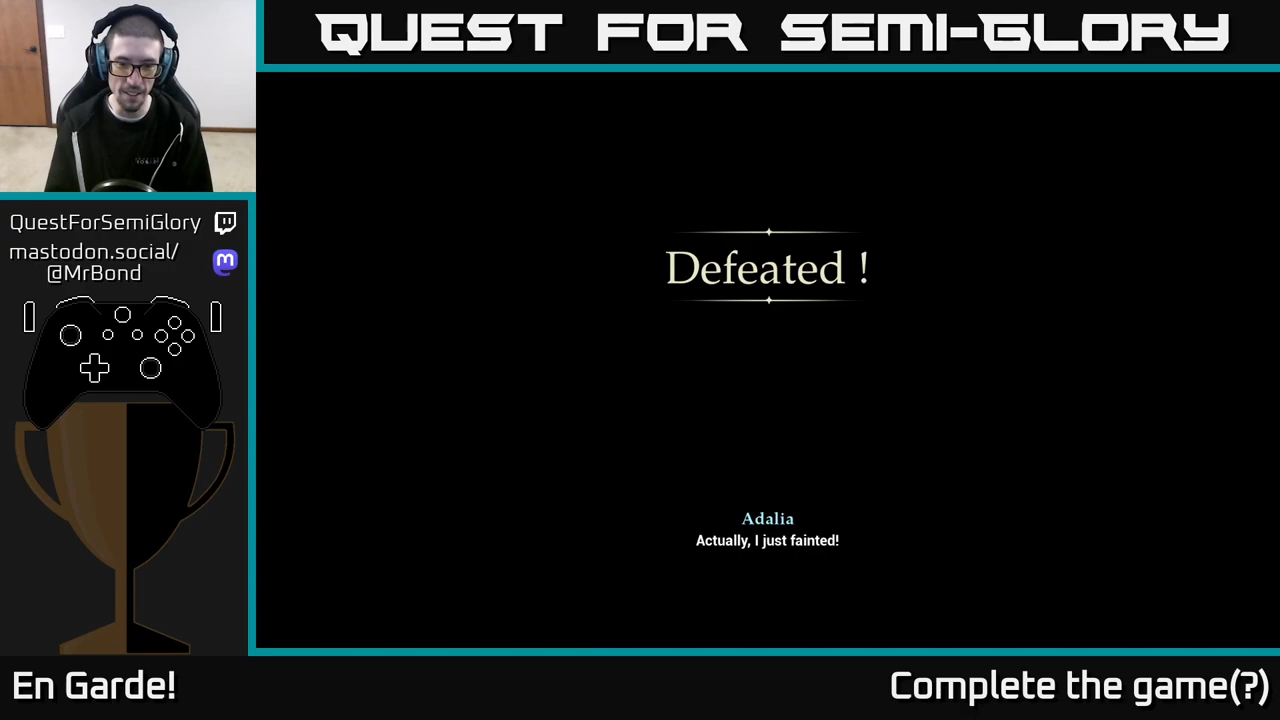 QUEST FOR SEMI-GLORY
QuestForSemiGlory
mastodon.social/
@MrBond
Defeated !
Adalia
Actually, I just fainted!
En Garde!
Complete the game(?)